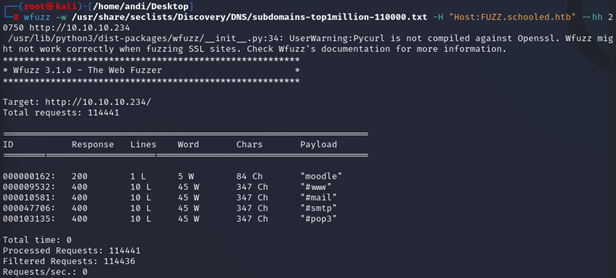 ┌──(root㉿kali)-[/home/andi/Desktop]
└─# wfuzz -w /usr/share/seclists/Discovery/DNS/subdomains-top1million-110000.txt -H "Host:FUZZ.schooled.htb" --hh 2
0750 http://10.10.10.234
 /usr/lib/python3/dist-packages/wfuzz/__init__.py:34: UserWarning:Pycurl is not compiled against Openssl. Wfuzz mig
ht not work correctly when fuzzing SSL sites. Check Wfuzz's documentation for more information.
********************************************************
* Wfuzz 3.1.0 - The Web Fuzzer                         *
********************************************************
Target: http://10.10.10.234/
Total requests: 114441
=====================================================================
ID           Response   Lines    Word       Chars       Payload
=====================================================================
000000162:   200        1 L      5 W        84 Ch       "moodle"
000009532:   400        10 L     45 W       347 Ch      "#www"
000010581:   400        10 L     45 W       347 Ch      "#mail"
000047706:   400        10 L     45 W       347 Ch      "#smtp"
000103135:   400        10 L     45 W       347 Ch      "#pop3"
Total time: 0
Processed Requests: 114441
Filtered Requests: 114436
Requests/sec.: 0